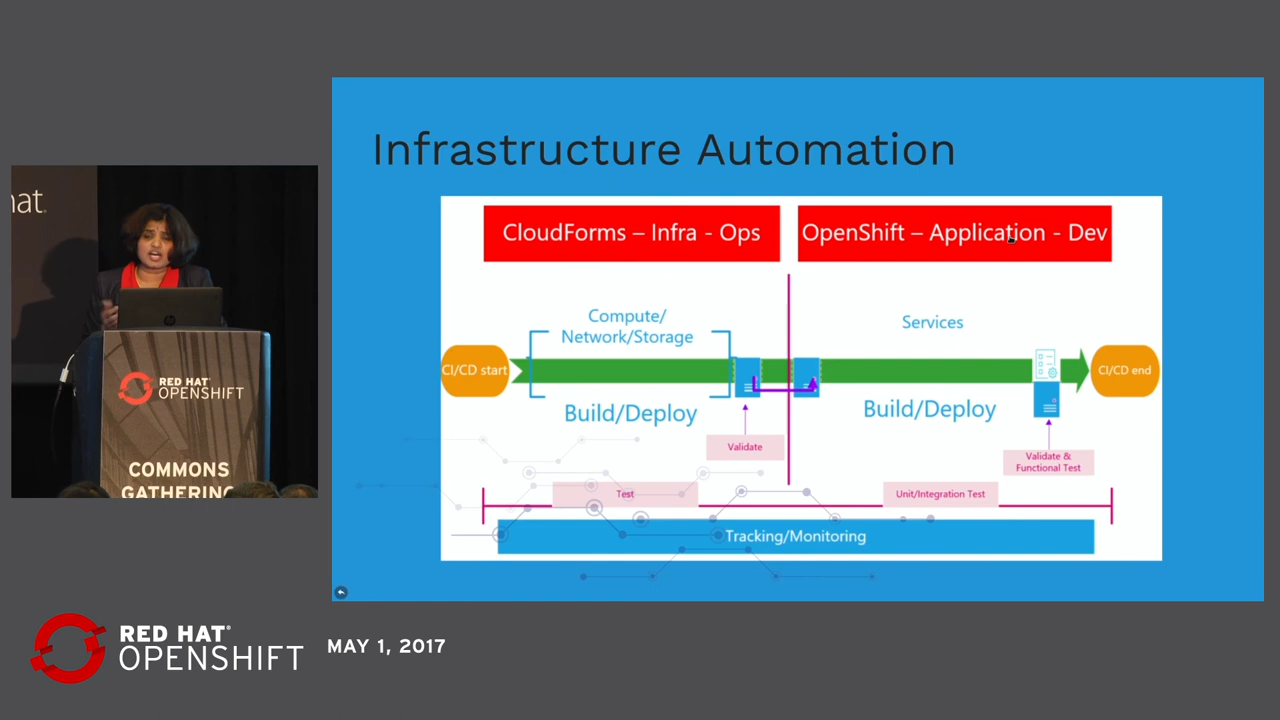 Infrastructure Automation
CloudForms – Infra - Ops
OpenShift – Application - Dev
Compute/
Network/Storage
Services
CI/CD start
CI/CD end
Build/Deploy
Build/Deploy
Validate
Validate &
Functional Test
Test
Unit/Integration Test
Tracking/Monitoring
hat.
hp
RED HAT®
OPENSHIFT
COMMONS
GATHERING
RED HAT®
OPENSHIFT
MAY 1, 2017